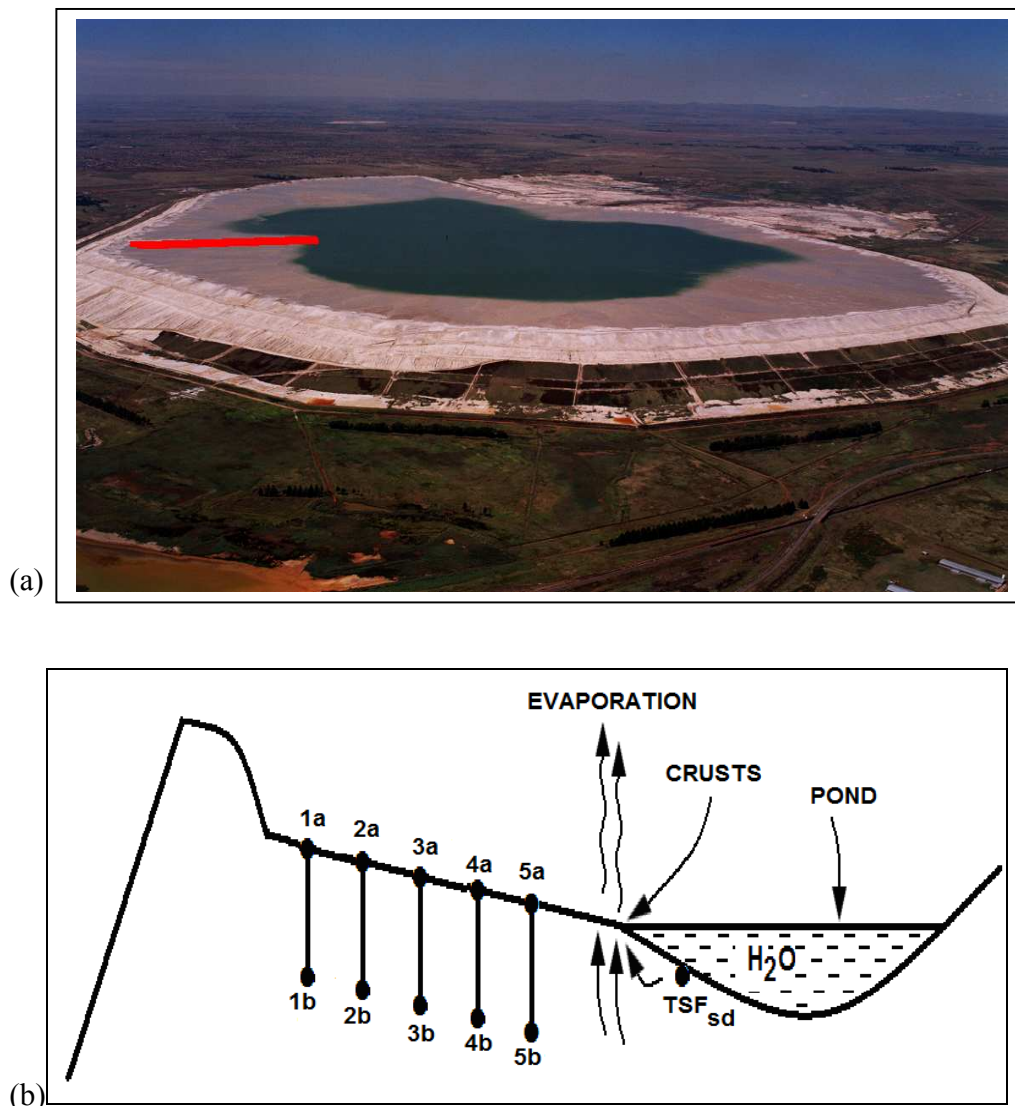 (a)
EVAPORATION
CRUSTS
POND
1a
2a
3a
4a
5a
H2O
1b
2b
3b
4b
5b
TSFsd
(b)